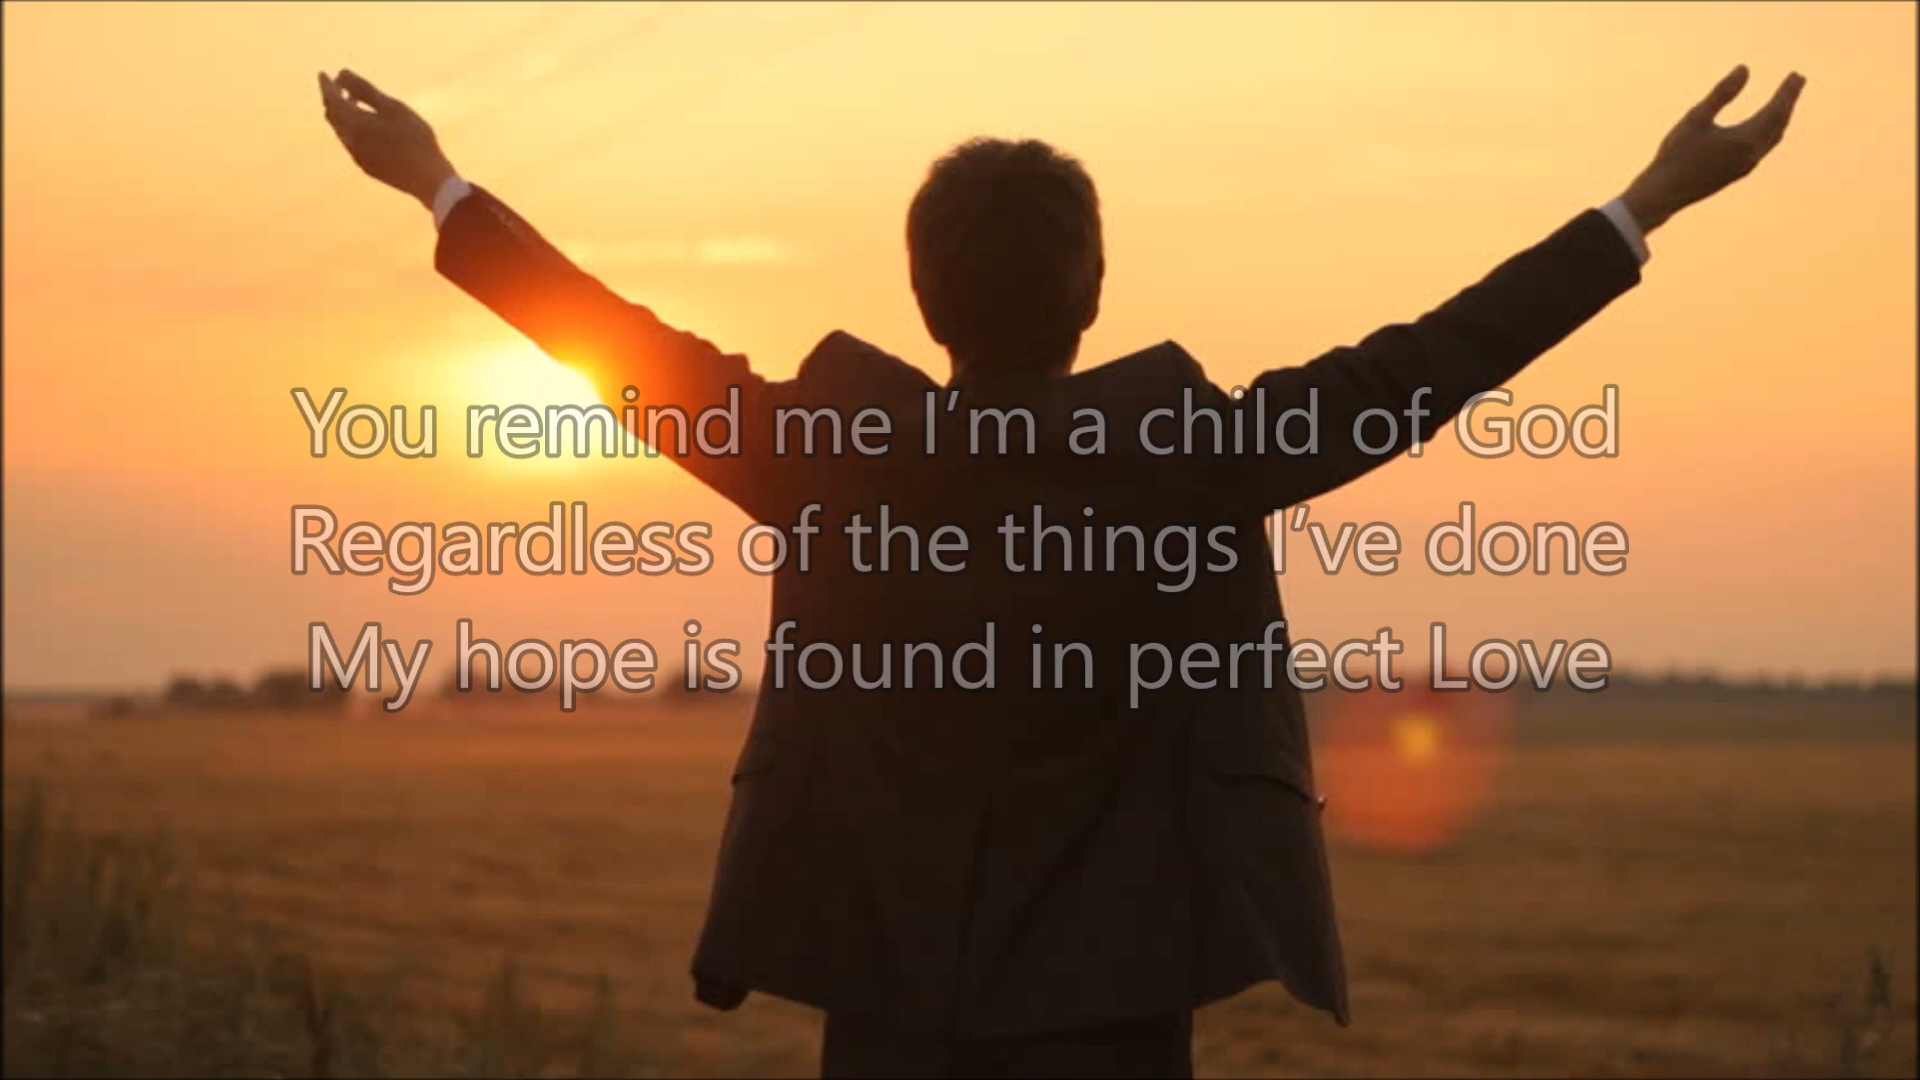 You remind me I’m a child of God
Regardless of the things I’ve done
My hope is found in perfect Love